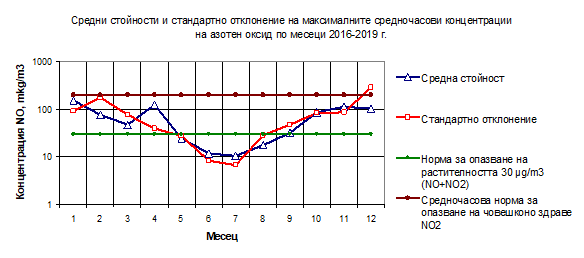 Средни стойности и стандартно отклонение на максималните средночасови концентрации
на азотен оксид по месеци 2016-2019 г.
Концентрация NO, mkg/m3
1000
100
10
1
1 2 3 4 5 6 7 8 9 10 11 12
Месец
Средна стойност
Стандартно отклонение
Норма за опазване на
растителността 30 µg/m3
(NO+NO2)
Средночасова норма за
опазване на човешконо здраве
NO2